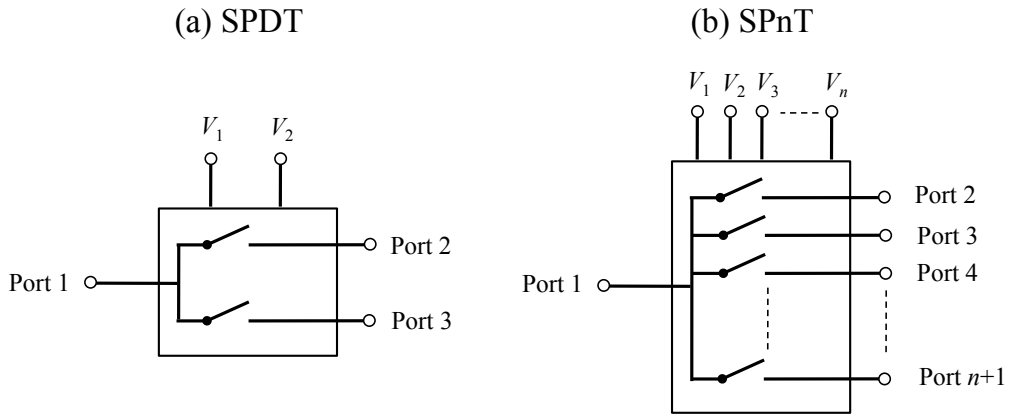 (a) SPDT
V1 V2
Port 1
Port 2
Port 3
(b) SPnT
V1 V2 V3 Vn
Port 1
Port 2
Port 3
Port 4
Port n+1